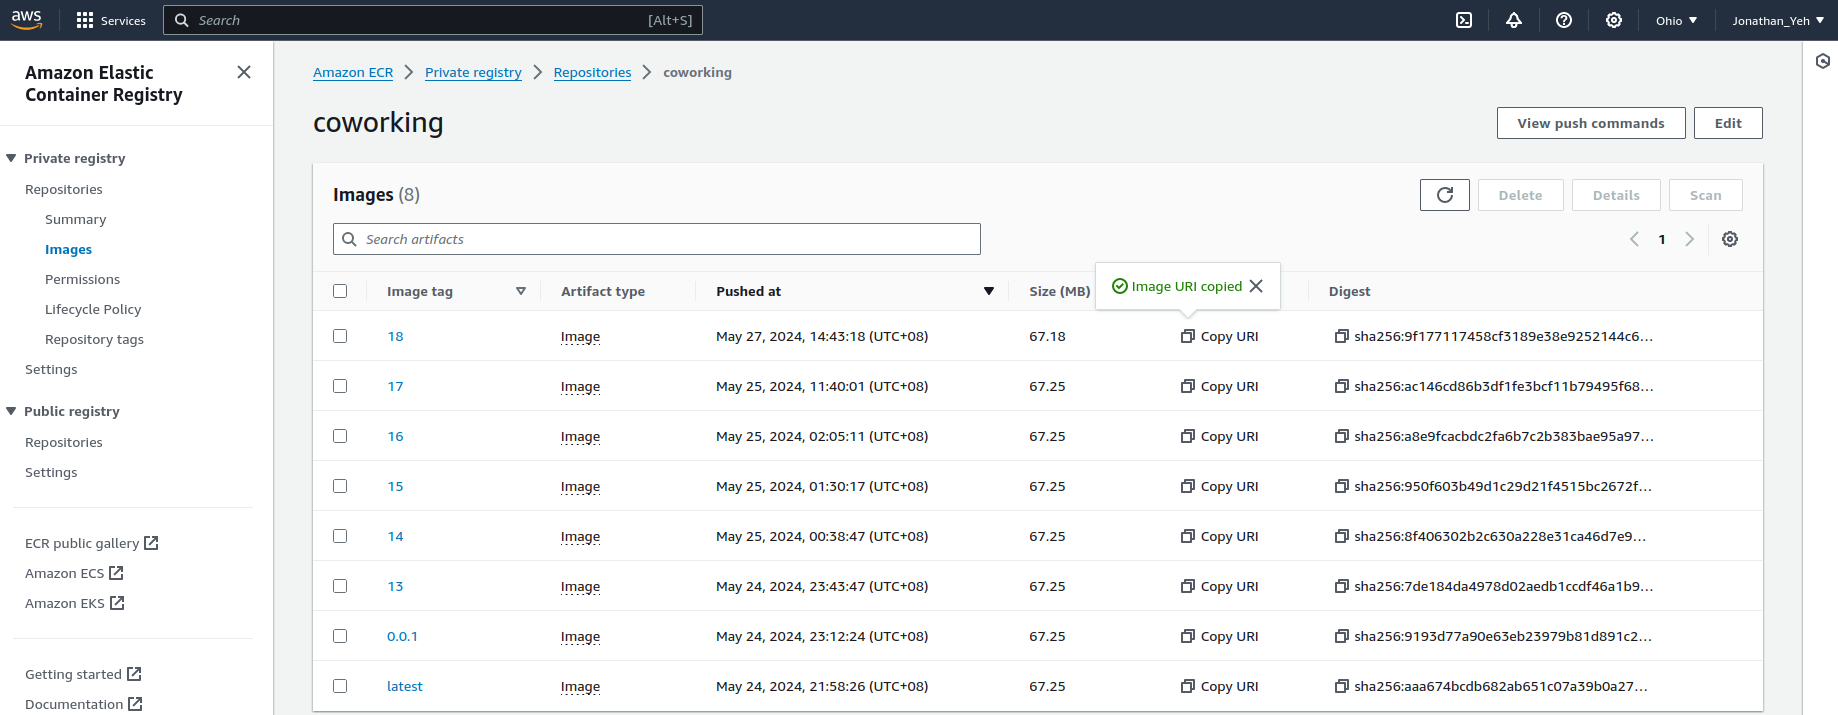 aws Services Search [Alt+S] Ohio Jonathan_Yeh
Amazon Elastic
Container Registry
Private registry
Repositories
Summary
Images
Permissions
Lifecycle Policy
Repository tags
Settings
Public registry
Repositories
Settings
ECR public gallery
Amazon ECS
Amazon EKS
Getting started
Documentation
Amazon ECR Private registry Repositories coworking
coworking
View push commands Edit
Images (8)
Delete Details Scan
Search artifacts
1
Image URI copied
Image tag Artifact type Pushed at Size (MB) Digest
18 Image May 27, 2024, 14:43:18 (UTC+08) 67.18 Copy URI sha256:9f177117458cf3189e38e9252144c6...
17 Image May 25, 2024, 11:40:01 (UTC+08) 67.25 Copy URI sha256:ac146cd86b3df1fe3bcf11b79495f68...
16 Image May 25, 2024, 02:05:11 (UTC+08) 67.25 Copy URI sha256:a8e9fcacbdc2fa6b7c2b383bae95a97...
15 Image May 25, 2024, 01:30:17 (UTC+08) 67.25 Copy URI sha256:950f603b49d1c29d21f4515bc2672f...
14 Image May 25, 2024, 00:38:47 (UTC+08) 67.25 Copy URI sha256:8f406302b2c630a228e31ca46d7e9...
13 Image May 24, 2024, 23:43:47 (UTC+08) 67.25 Copy URI sha256:7de184da4978d02aedb1ccdf46a1b9...
0.0.1 Image May 24, 2024, 23:12:24 (UTC+08) 67.25 Copy URI sha256:9193d77a90e63eb23979b81d891c2...
latest Image May 24, 2024, 21:58:26 (UTC+08) 67.25 Copy URI sha256:aaa674bcdb682ab651c07a39b0a27...